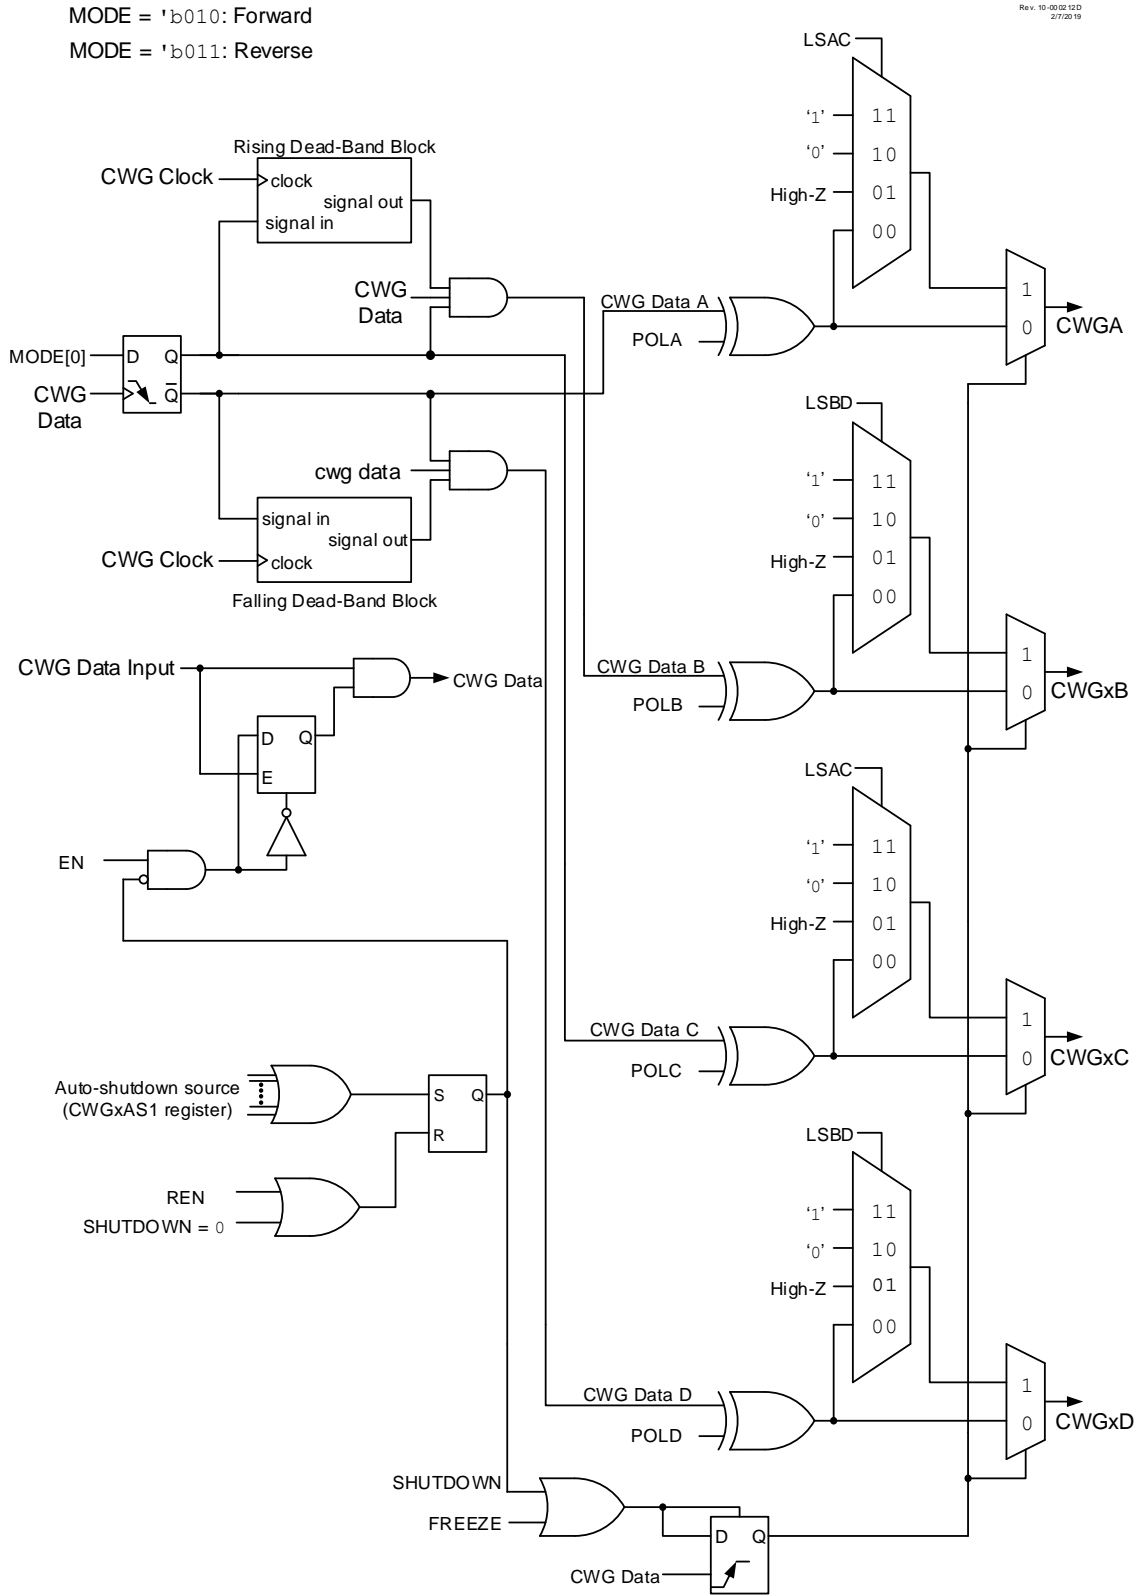 MODE = 'b010: Forward
MODE = 'b011: Reverse
Rev. 10-000212D
2/7/2019
LSAC
'1'
11
'0'
10
High-Z
01
00
Rising Dead-Band Block
CWG Clock
clock
signal out
signal in
CWG
Data
CWG Data A
POLA
1
0
CWGA
MODE[0]
D
Q
CWG
Data
Q
LSBD
'1'
11
'0'
10
High-Z
01
00
cwg data
signal in
signal out
CWG Clock
clock
Falling Dead-Band Block
CWG Data Input
CWG Data
CWG Data B
POLB
1
0
CWGxB
D
Q
E
EN
LSAC
'1'
11
'0'
10
High-Z
01
00
CWG Data C
POLC
1
0
CWGxC
Auto-shutdown source
(CWGxAS1 register)
S
Q
R
REN
SHUTDOWN = 0
LSBD
'1'
11
'0'
10
High-Z
01
00
CWG Data D
POLD
1
0
CWGxD
SHUTDOWN
FREEZE
D
Q
CWG Data